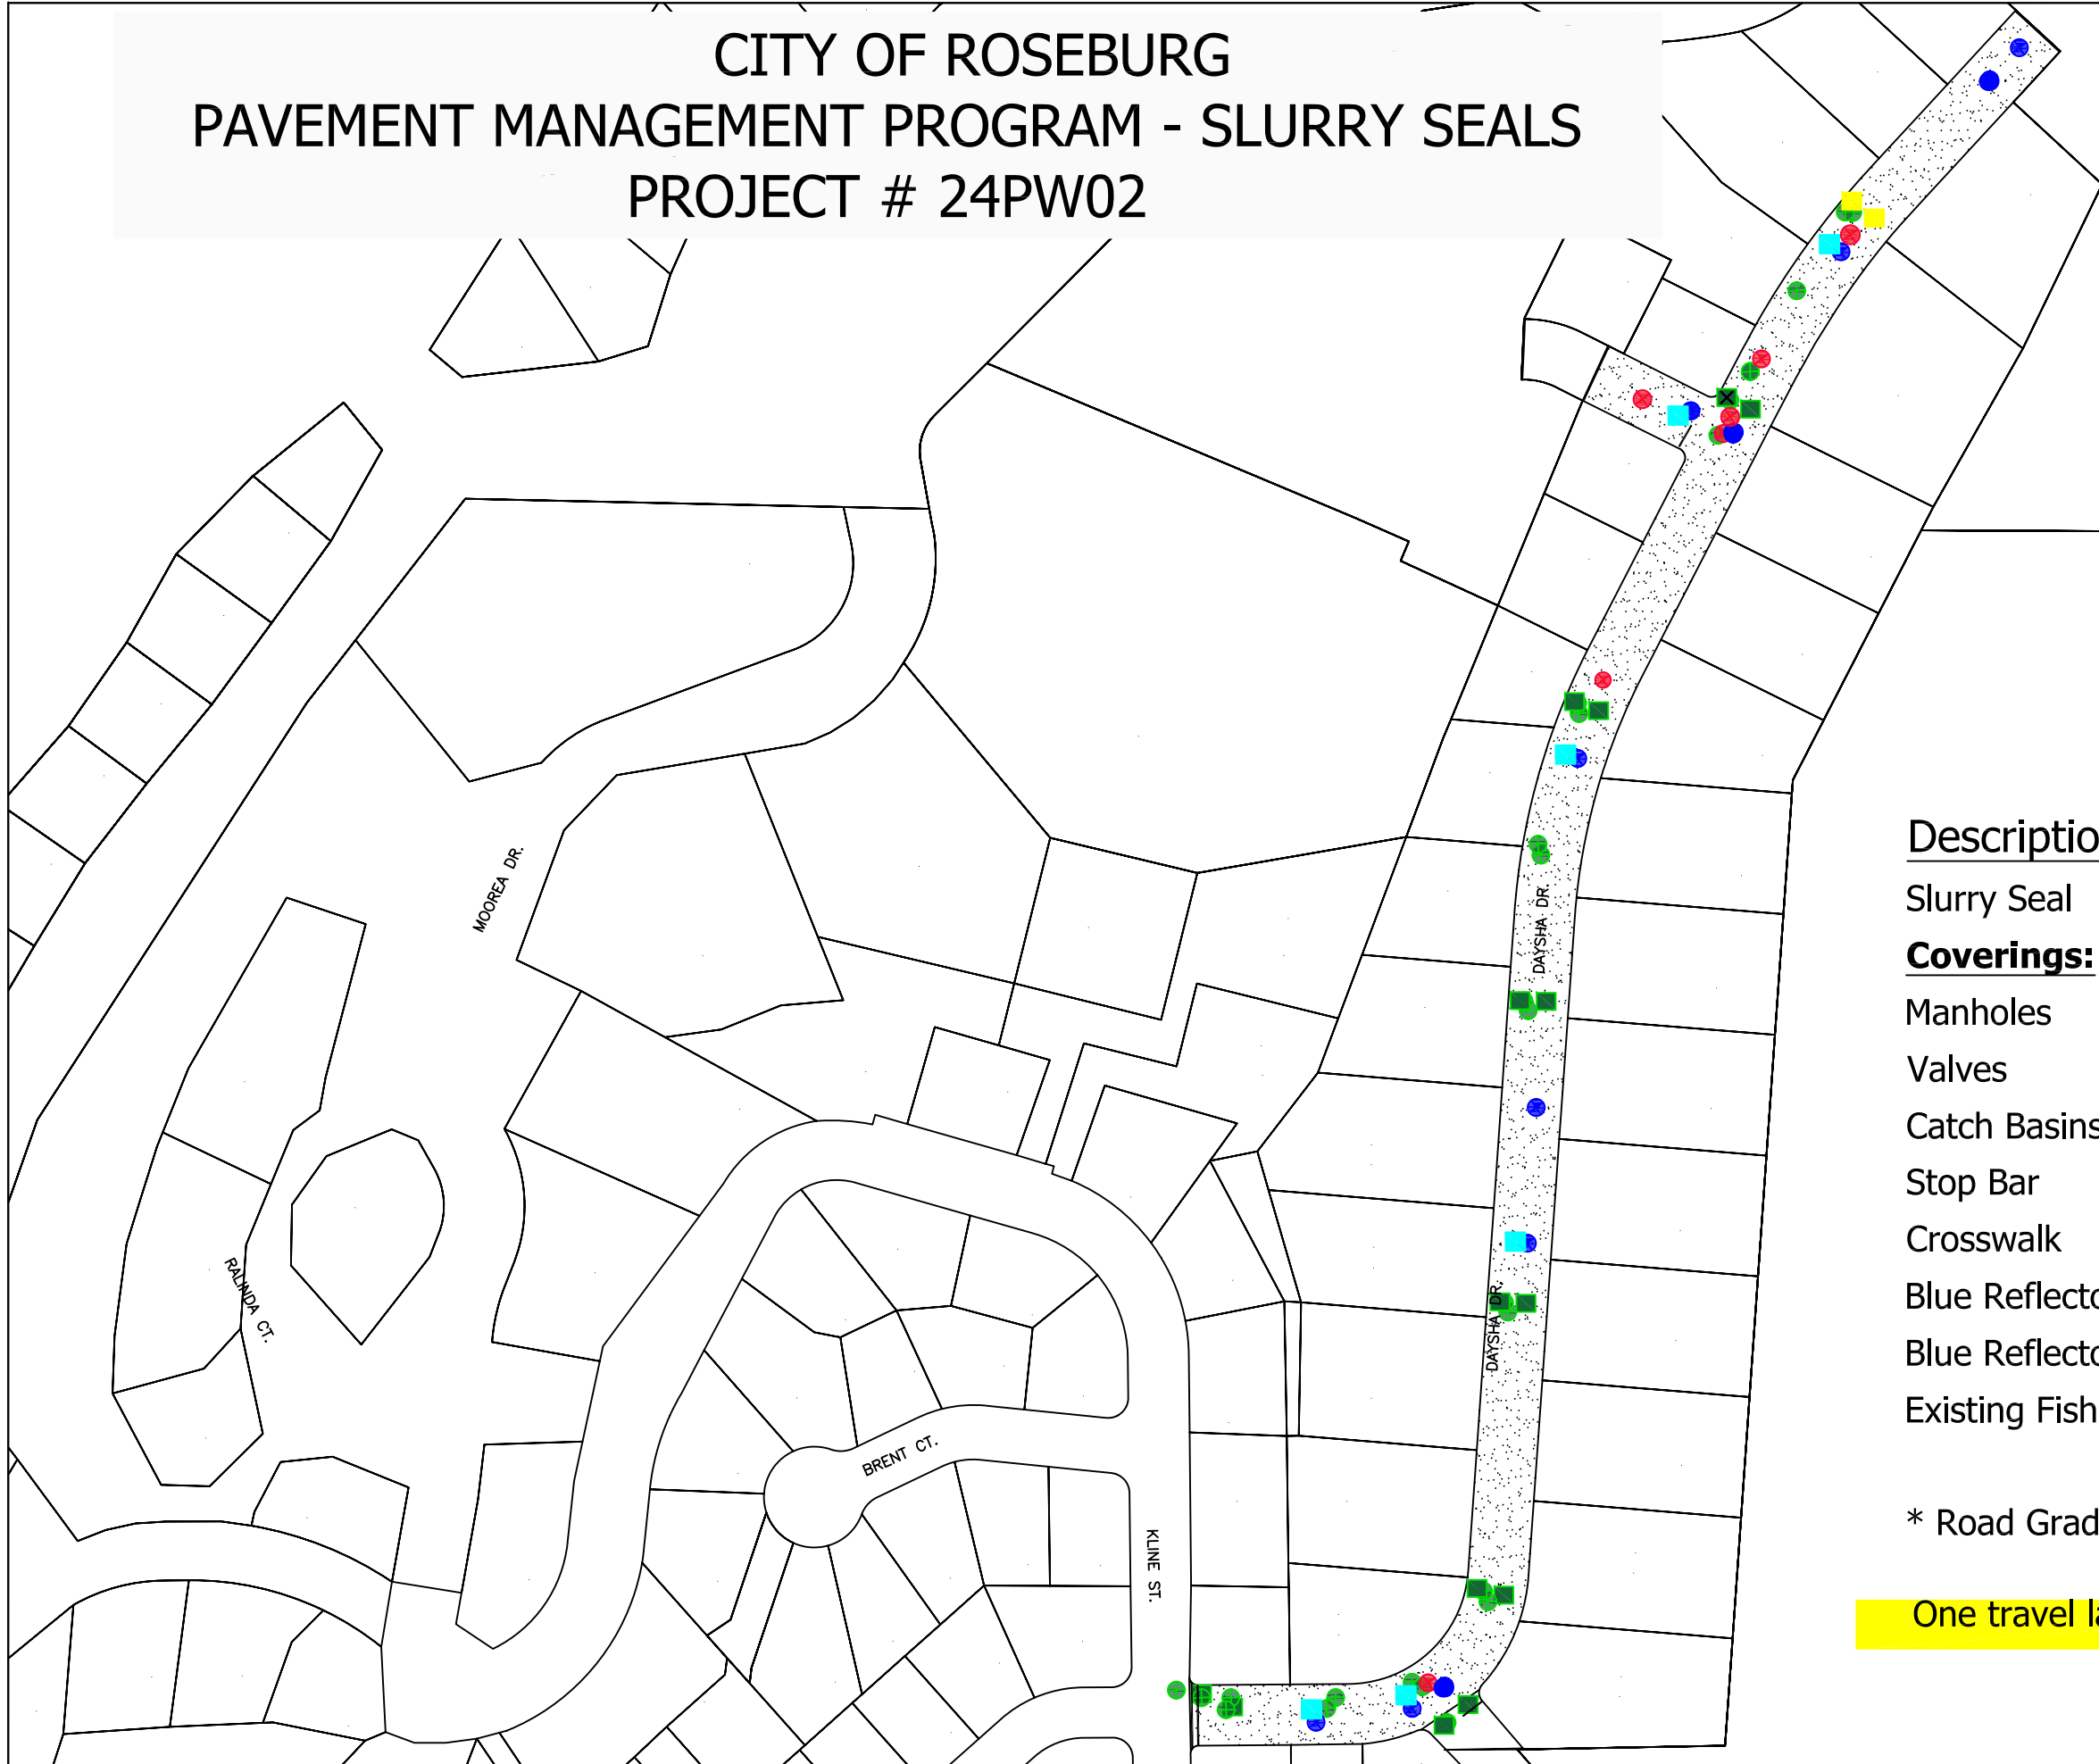 CITY OF ROSEBURG
PAVEMENT MANAGEMENT PROGRAM - SLURRY SEALS
PROJECT # 24PW02
MOOREA DR.
DAYSHA DR.
RALINDA CT.
DAYSHA DR.
BRENT CT.
KLINE ST.
Descriptio
Slurry Seal
Coverings:
Manholes
Valves
Catch Basins
Stop Bar
Crosswalk
Blue Reflecto
Blue Reflecto
Existing Fish
* Road Grad
One travel la